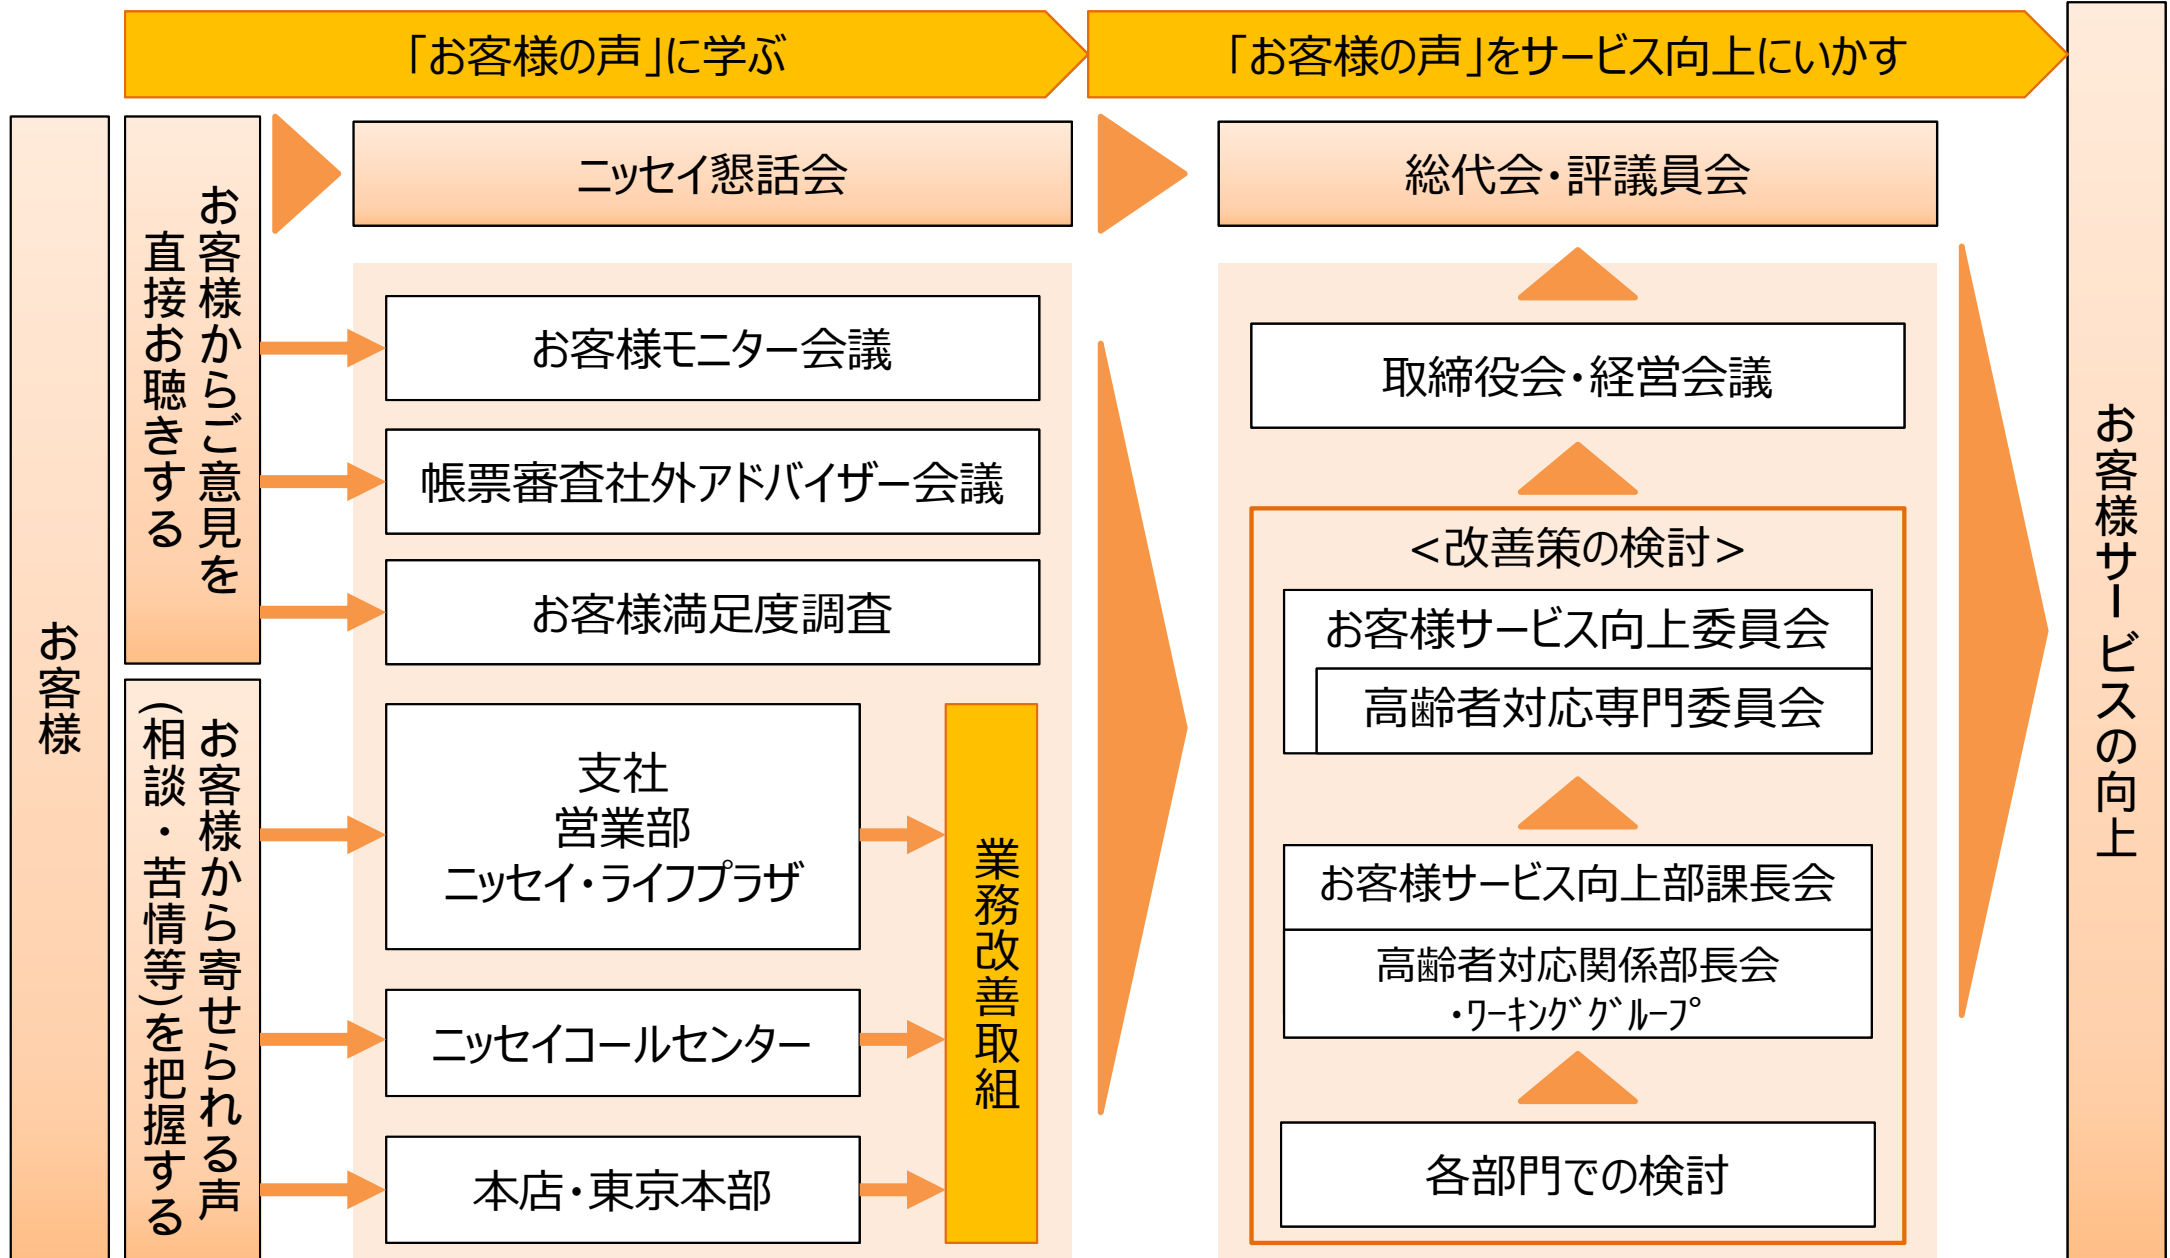 「お客様の声」に学ぶ
「お客様の声」をサービス向上にいかす
お客様
お客様からご意見を
直接お聴きする
お客様から寄せられる声
(相談・苦情等)を把握する
ニッセイ懇話会
お客様モニター会議
帳票審査社外アドバイザー会議
お客様満足度調査
支社
営業部
ニッセイ・ライフプラザ
ニッセイコールセンター
本店・東京本部
業務改善取組
総代会・評議員会
取締役会・経営会議
<改善策の検討>
お客様サービス向上委員会
高齢者対応専門委員会
お客様サービス向上部課長会
高齢者対応関係部長会
・ワーキンググループ
各部門での検討
お客様サービスの向上